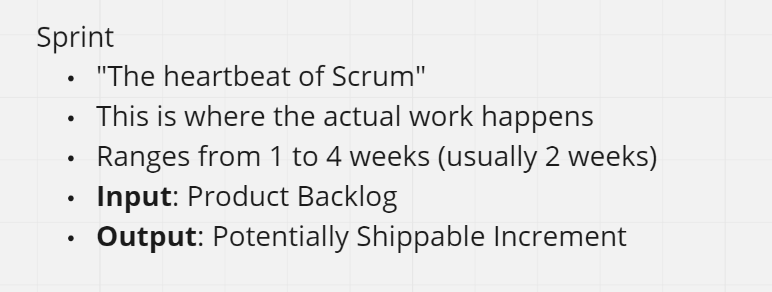 Sprint
• "The heartbeat of Scrum"
• This is where the actual work happens
• Ranges from 1 to 4 weeks (usually 2 weeks)
• Input: Product Backlog
• Output: Potentially Shippable Increment